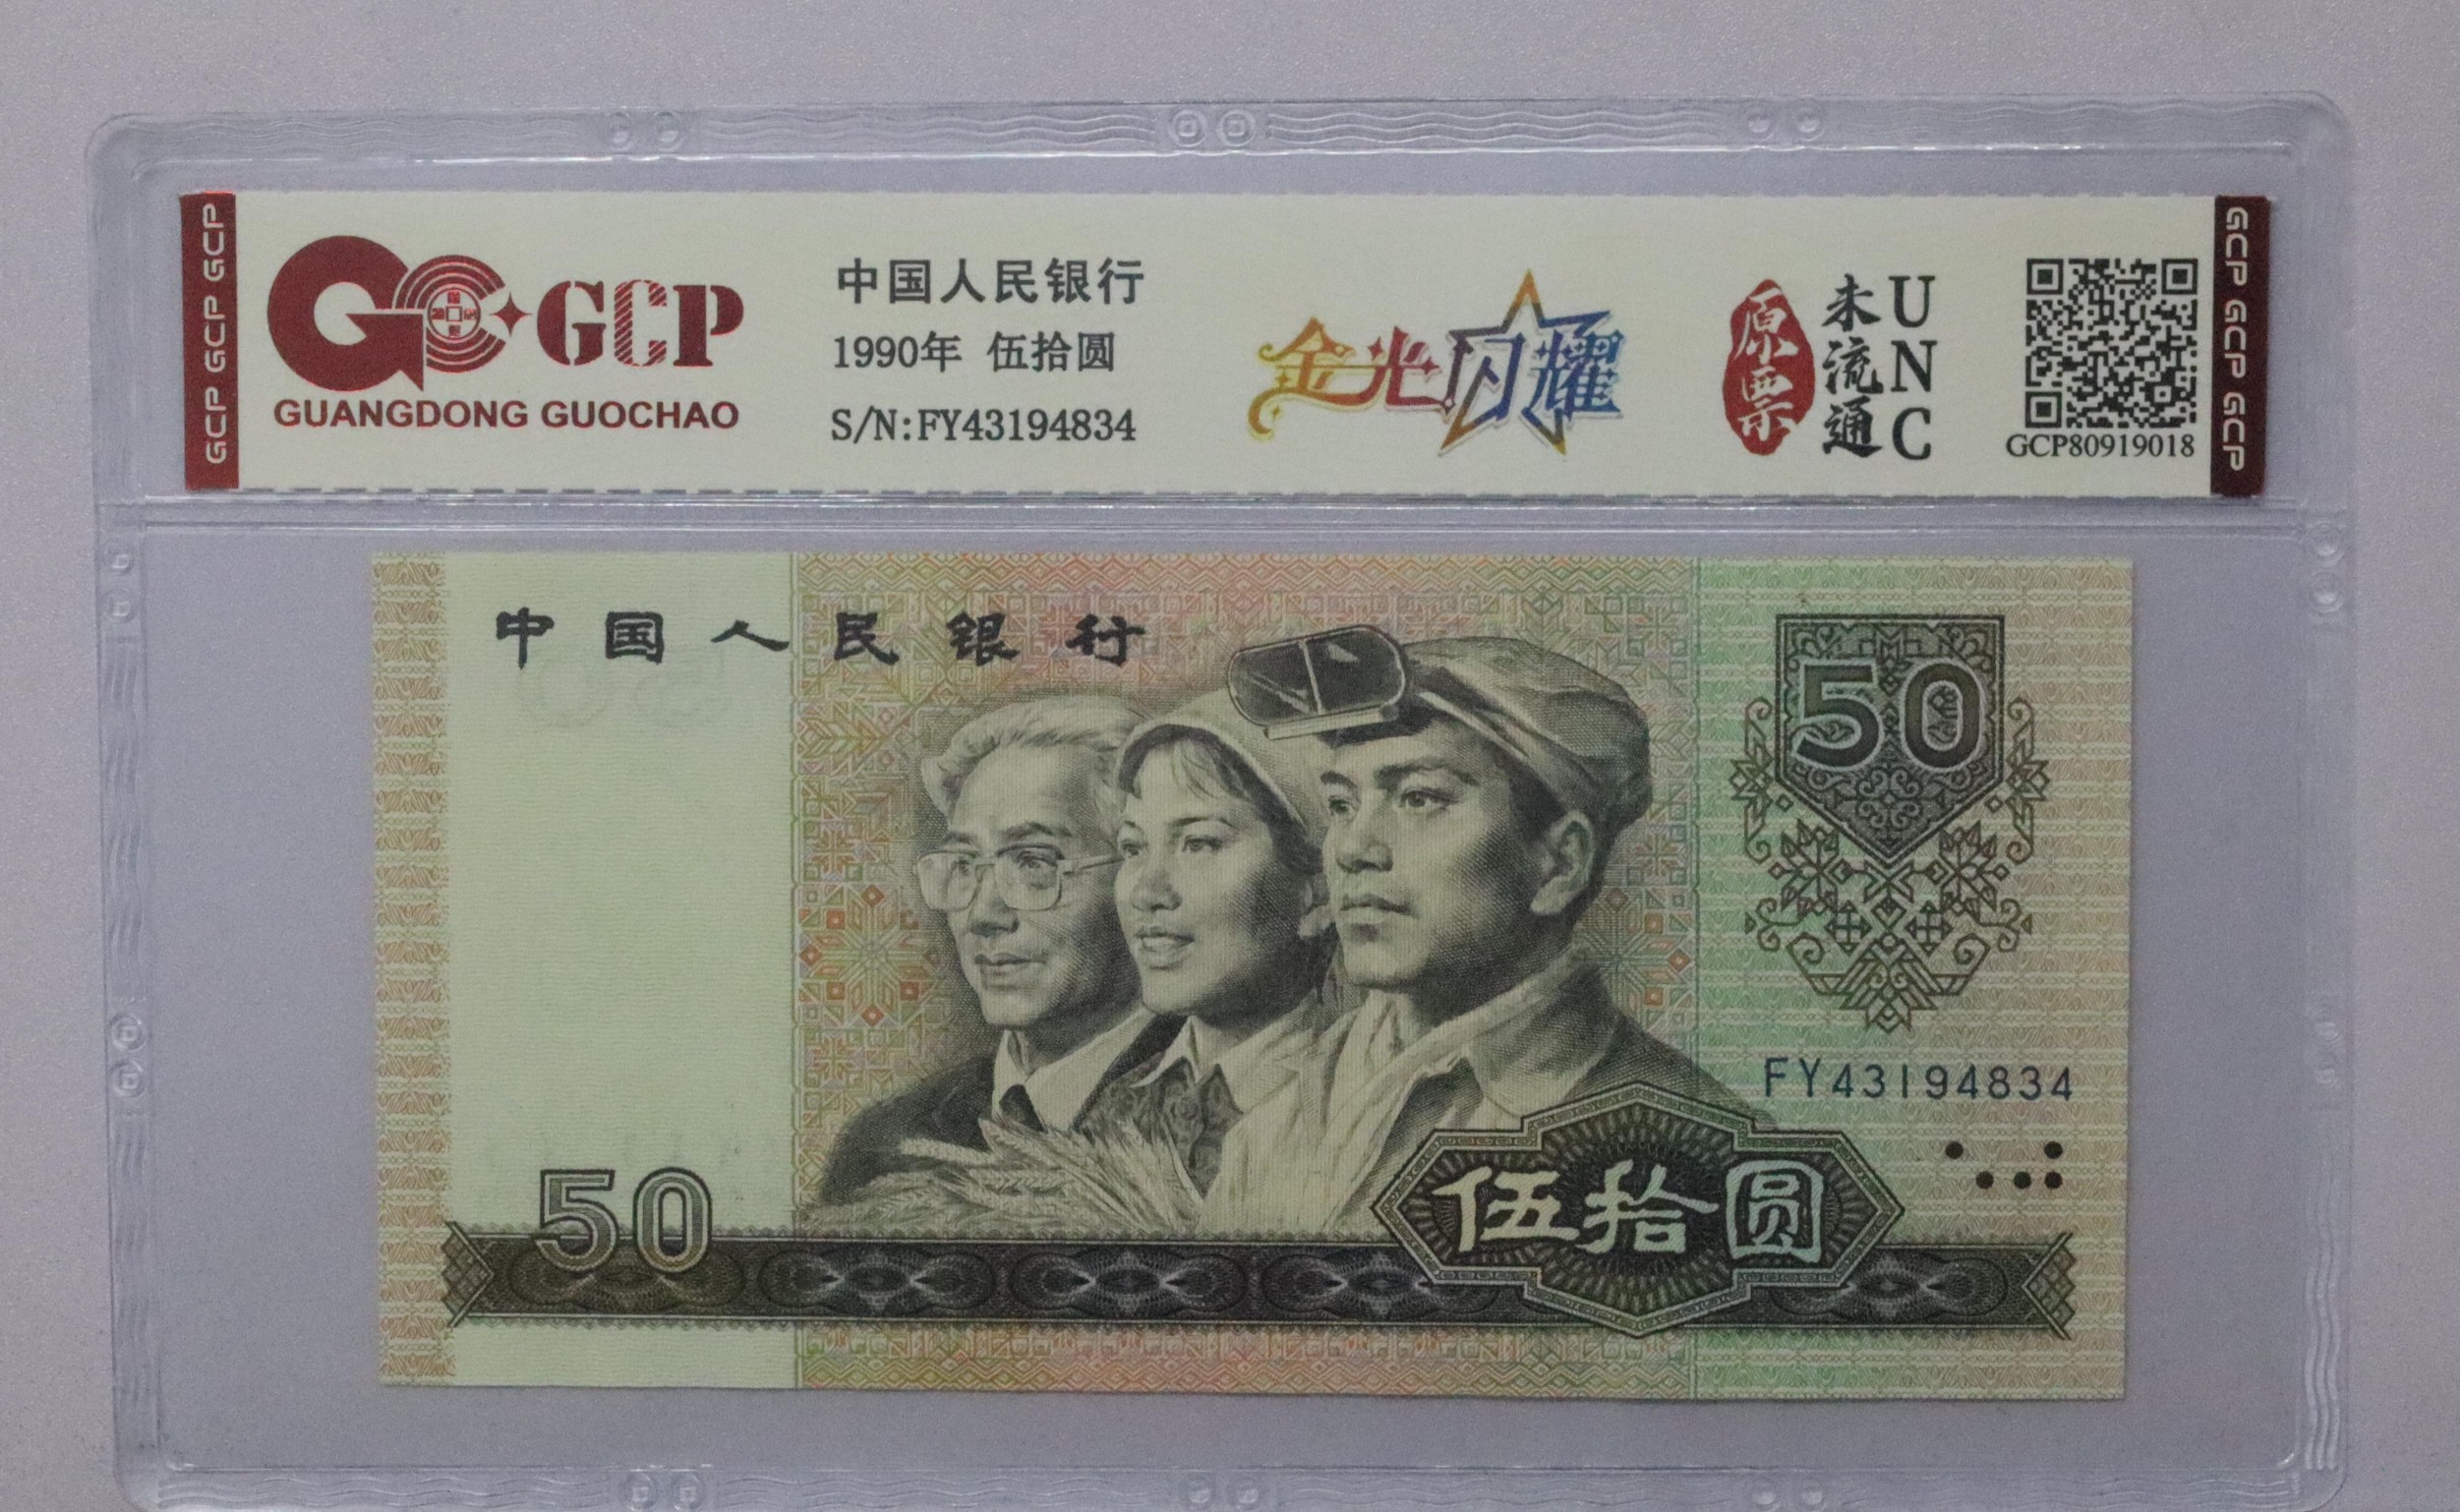 GCP GCP GCP
GC GCP
GUANGDONG GUOCHAO
中国人民银行
1990年 伍拾圆
S/N:FY43194834
金光闪耀
原票
未流通
UNC
GCP80919018
GCP GCP GCP
中国人民银行
50
FY43194834
50
伍拾圆